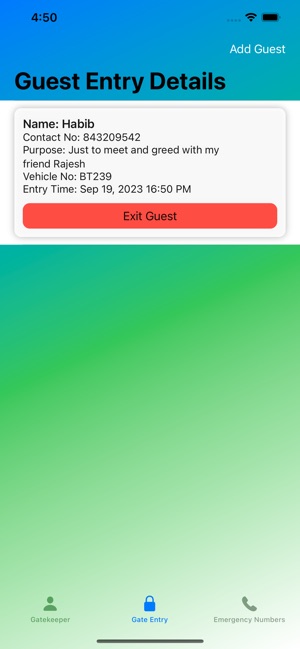 4:50
Add Guest
Guest Entry Details
Name: Habib
Contact No: 843209542
Purpose: Just to meet and greed with my
friend Rajesh
Vehicle No: BT239
Entry Time: Sep 19, 2023 16:50 PM
Exit Guest
Gatekeeper
Gate Entry
Emergency Numbers